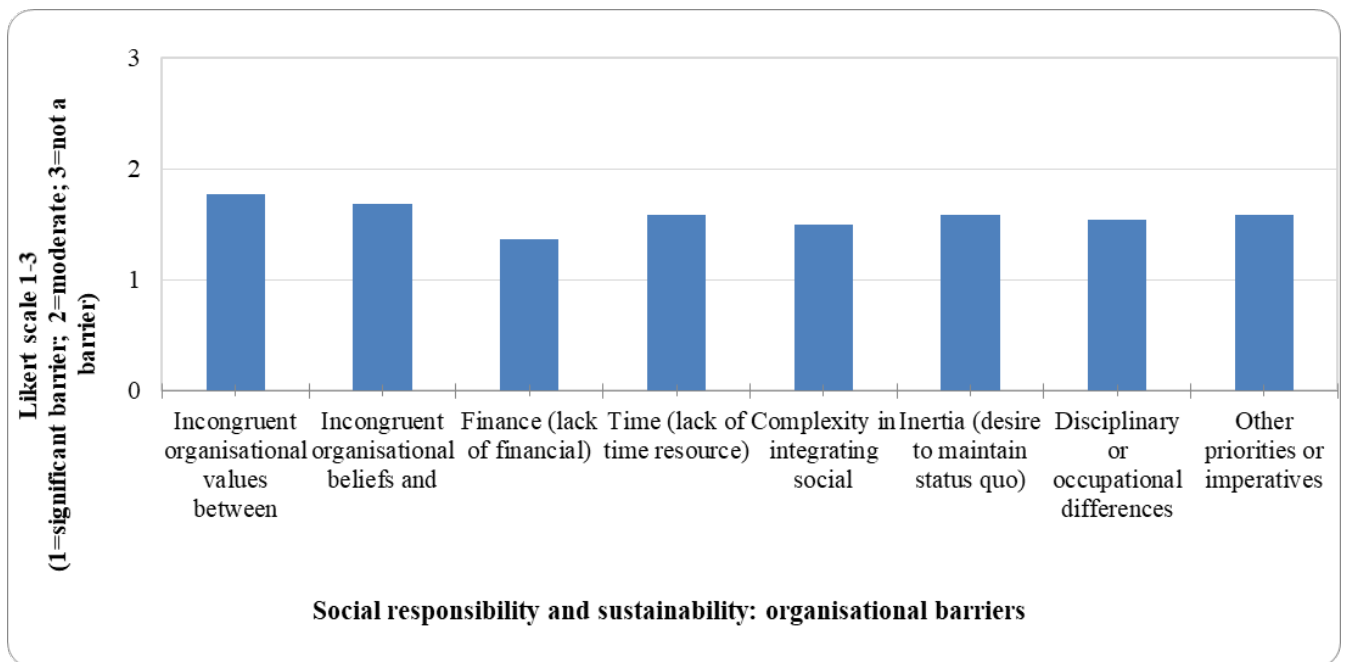 3
2
1
0
Likert scale 1-3
(1=significant barrier; 2=moderate; 3=not a
barrier)
Incongruent
organisational
values
between
Incongruent
organisational
beliefs and
Finance (lack
of financial)
Time (lack of
time resource)
Complexity in
integrating
social
Inertia (desire
to maintain
status quo)
Disciplinary
or
occupational
differences
Other
priorities or
imperatives
Social responsibility and sustainability: organisational barriers